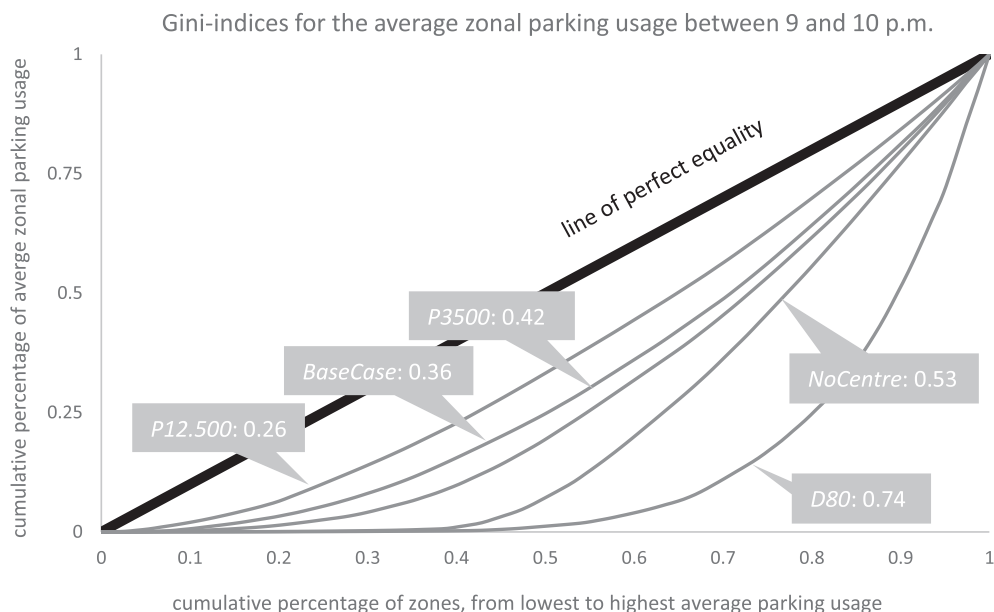 Gini-indices for the average zonal parking usage between 9 and 10 p.m.
cumulative percentage of averge zonal parking usage
1
0.75
0.5
0.25
0
line of perfect equality
P3500: 0.42
BaseCase: 0.36
P12.500: 0.26
NoCentre: 0.53
D80: 0.74
0 0.1 0.2 0.3 0.4 0.5 0.6 0.7 0.8 0.9 1
cumulative percentage of zones, from lowest to highest average parking usage